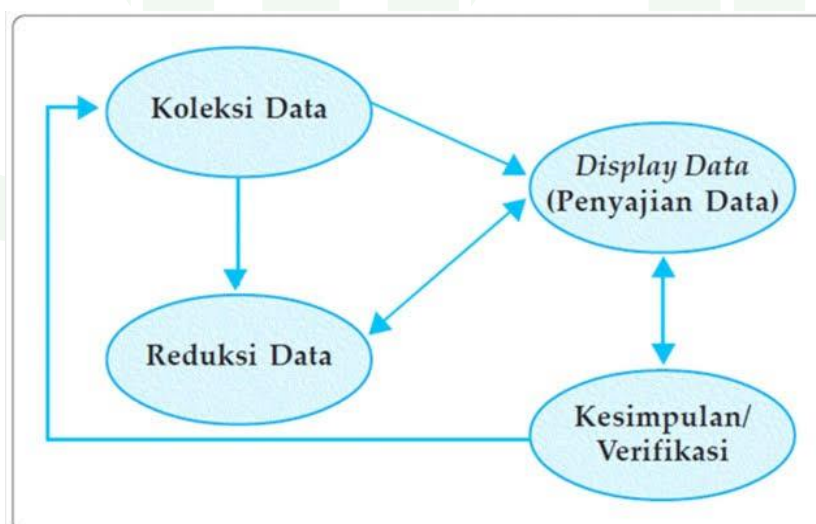 Koleksi Data
Display Data
(Penyajian Data)
Reduksi Data
Kesimpulan/
Verifikasi